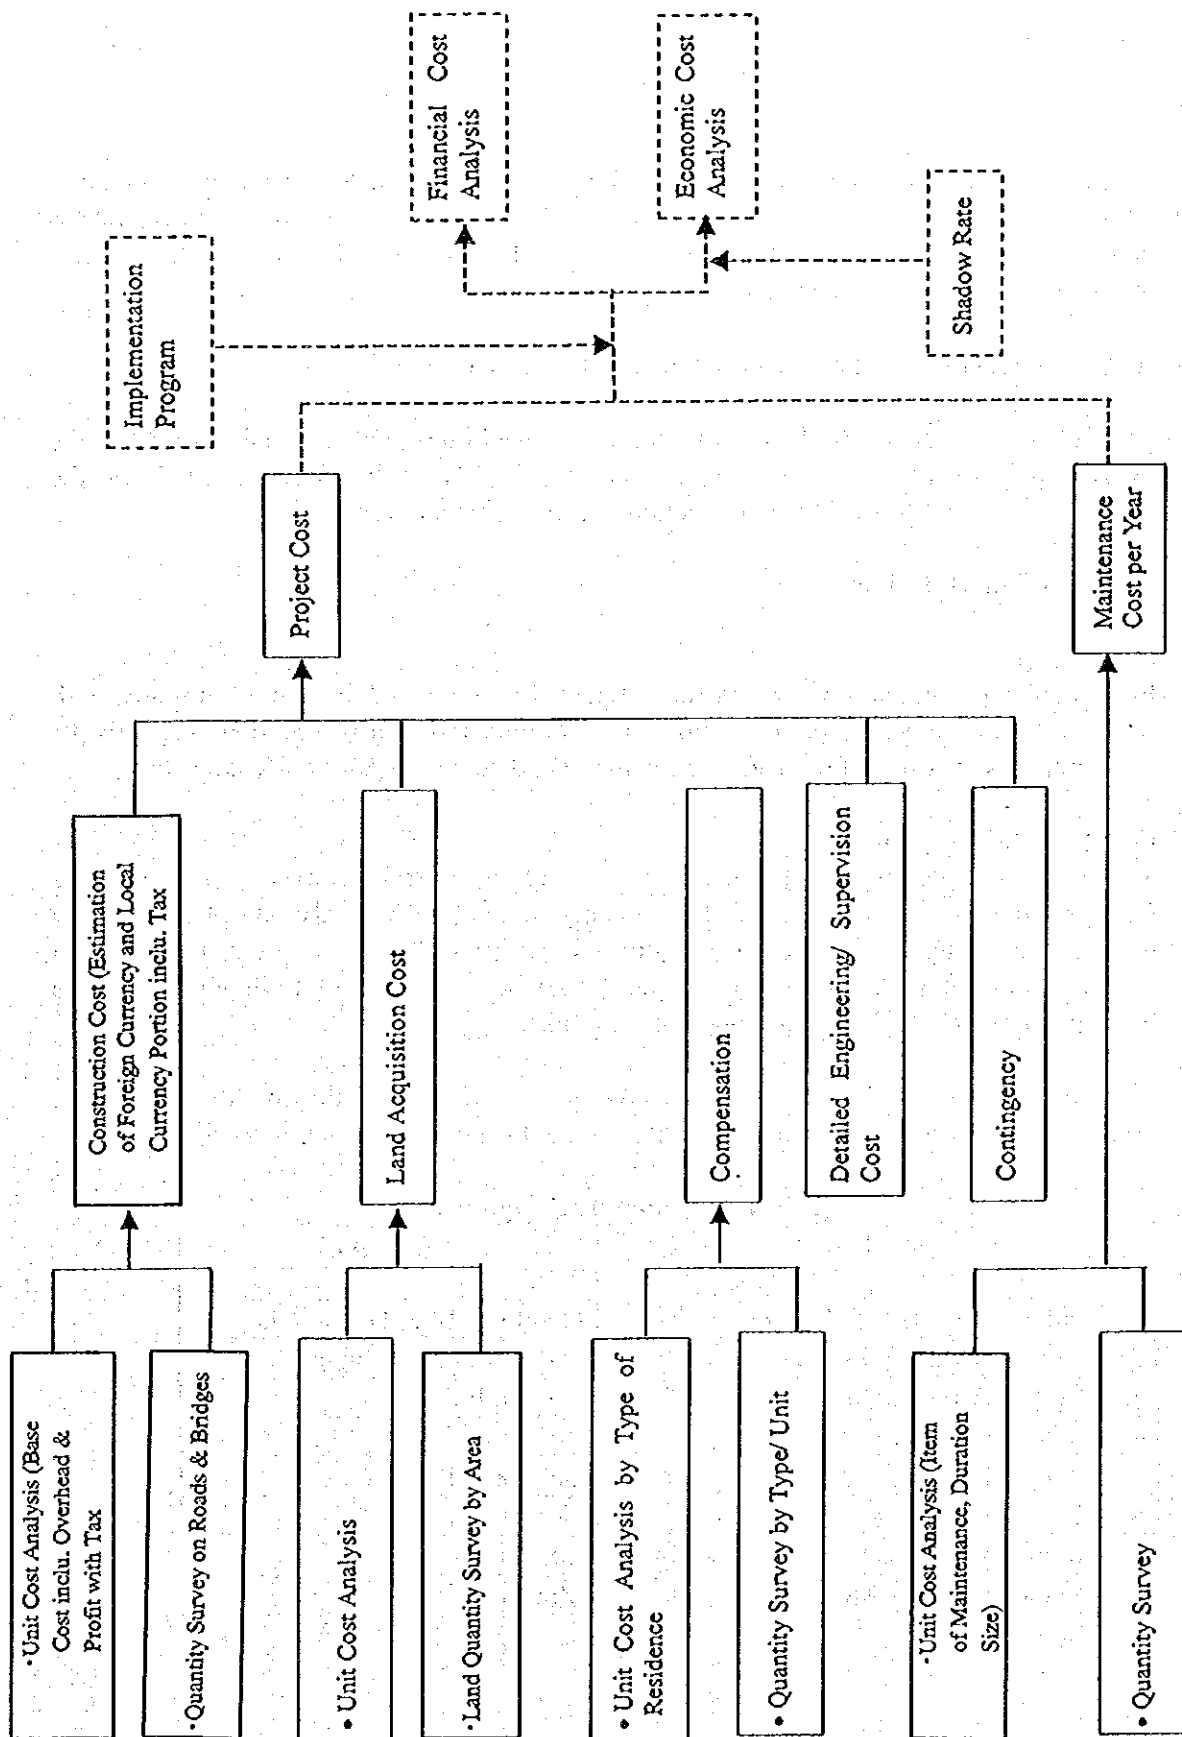 • Unit Cost Analysis (Base
Cost inclu. Overhead &
Profit with Tax
• Quantity Survey on Roads & Bridges
• Unit Cost Analysis
• Land Quantity Survey by Area
• Unit Cost Analysis by Type of
Residence
• Quantity Survey by Type/ Unit
• Unit Cost Analysis (Item
of Maintenance, Duration
Size)
• Quantity Survey
Construction Cost (Estimation
of Foreign Currency and Local
Currency Portion inclu. Tax
Land Acquisition Cost
Compensation
Detailed Engineering/ Supervision
Cost
Contingency
Project Cost
Maintenance
Cost per Year
Implementation
Program
Shadow Rate
Financial Cost
Analysis
Economic Cost
Analysis